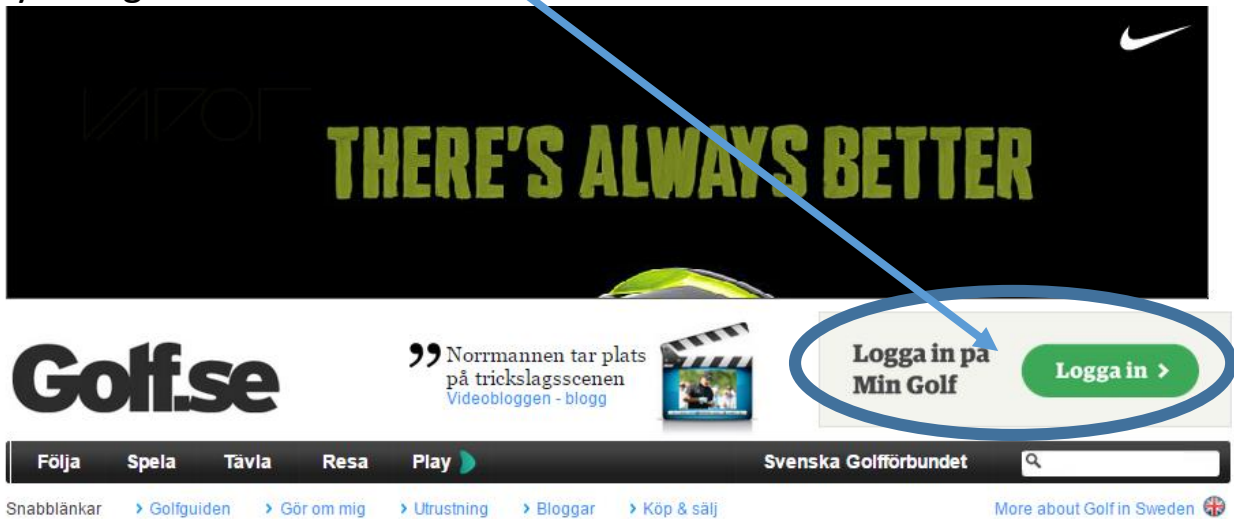 VAPOR
THERE'S ALWAYS BETTER
Golf.se
”Norrmannen tar plats
på trickslagsscenen
Videobloggen - blogg
Logga in på
Min Golf
Logga in >
Följa Spela Tävla Resa Play Svenska Golfförbundet
Snabblänkar > Golfguiden > Gör om mig > Utrustning > Bloggar > Köp & sälj More about Golf in Sweden